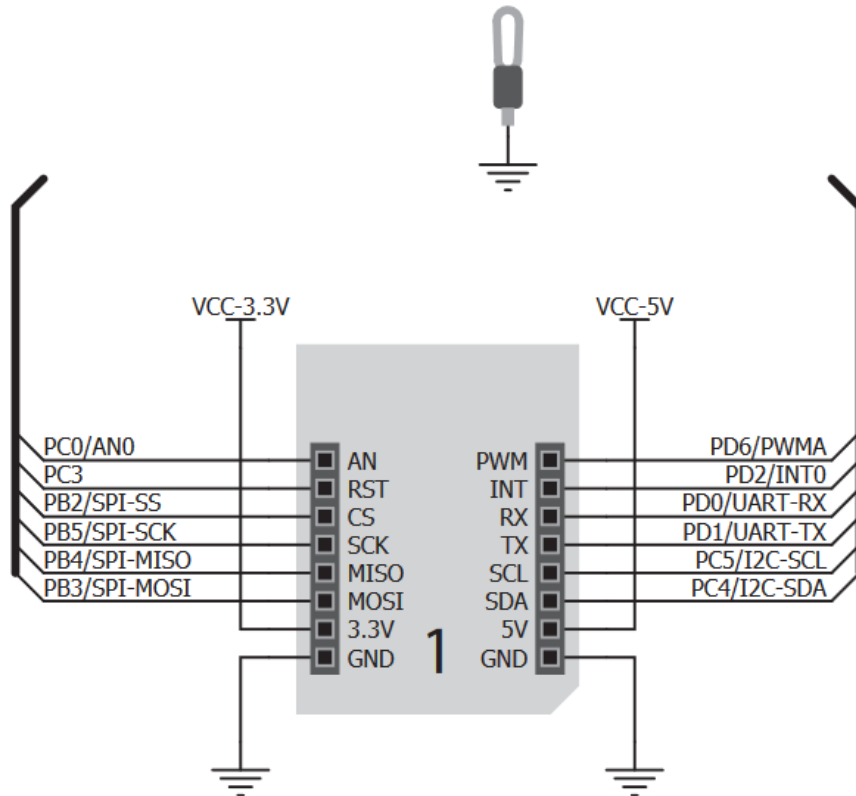 VCC-3.3V
VCC-5V
PC0/AN0
PC3
PB2/SPI-SS
PB5/SPI-SCK
PB4/SPI-MISO
PB3/SPI-MOSI
AN
RST
CS
SCK
MISO
MOSI
3.3V
GND
1
PWM
INT
RX
TX
SCL
SDA
5V
GND
PD6/PWMA
PD2/INT0
PD0/UART-RX
PD1/UART-TX
PC5/I2C-SCL
PC4/I2C-SDA